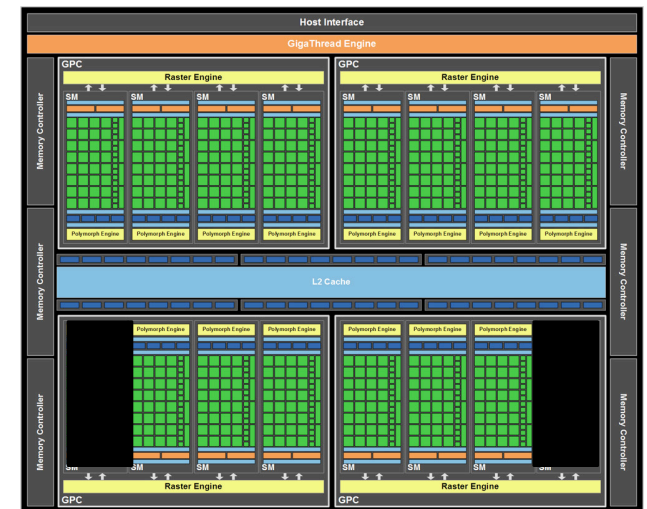 Host Interface
GigaThread Engine
GPC GPC
Raster Engine Raster Engine
SM SM SM SM SM SM SM SM
Memory Controller Memory Controller
Polymorph Engine Polymorph Engine Polymorph Engine Polymorph Engine Polymorph Engine Polymorph Engine Polymorph Engine Polymorph Engine
Memory Controller Memory Controller
L2 Cache
Polymorph Engine Polymorph Engine Polymorph Engine Polymorph Engine Polymorph Engine Polymorph Engine
Memory Controller Memory Controller
SM SM SM SM SM SM SM SM
Raster Engine Raster Engine
GPC GPC